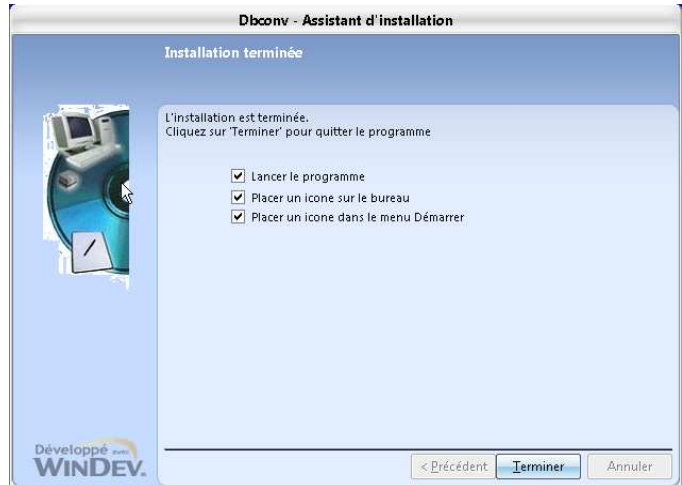 Dbconv - Assistant d'installation
Installation terminée
L'installation est terminée.
Cliquez sur 'Terminer' pour quitter le programme
Lancer le programme
Placer un icone sur le bureau
Placer un icone dans le menu Démarrer
Développé avec
WINDEV.
< Précédent
Terminer
Annuler